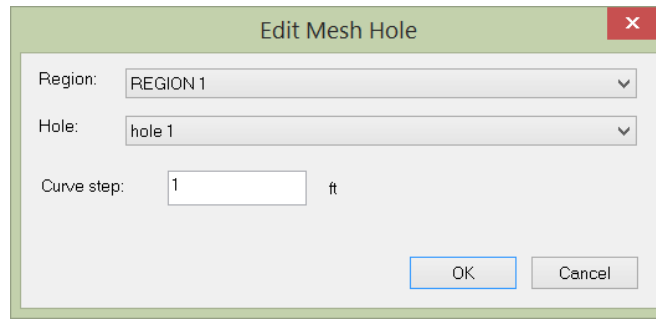 Edit Mesh Hole
x
Region: REGION 1
Hole: hole 1
Curve step: 1 ft
OK Cancel